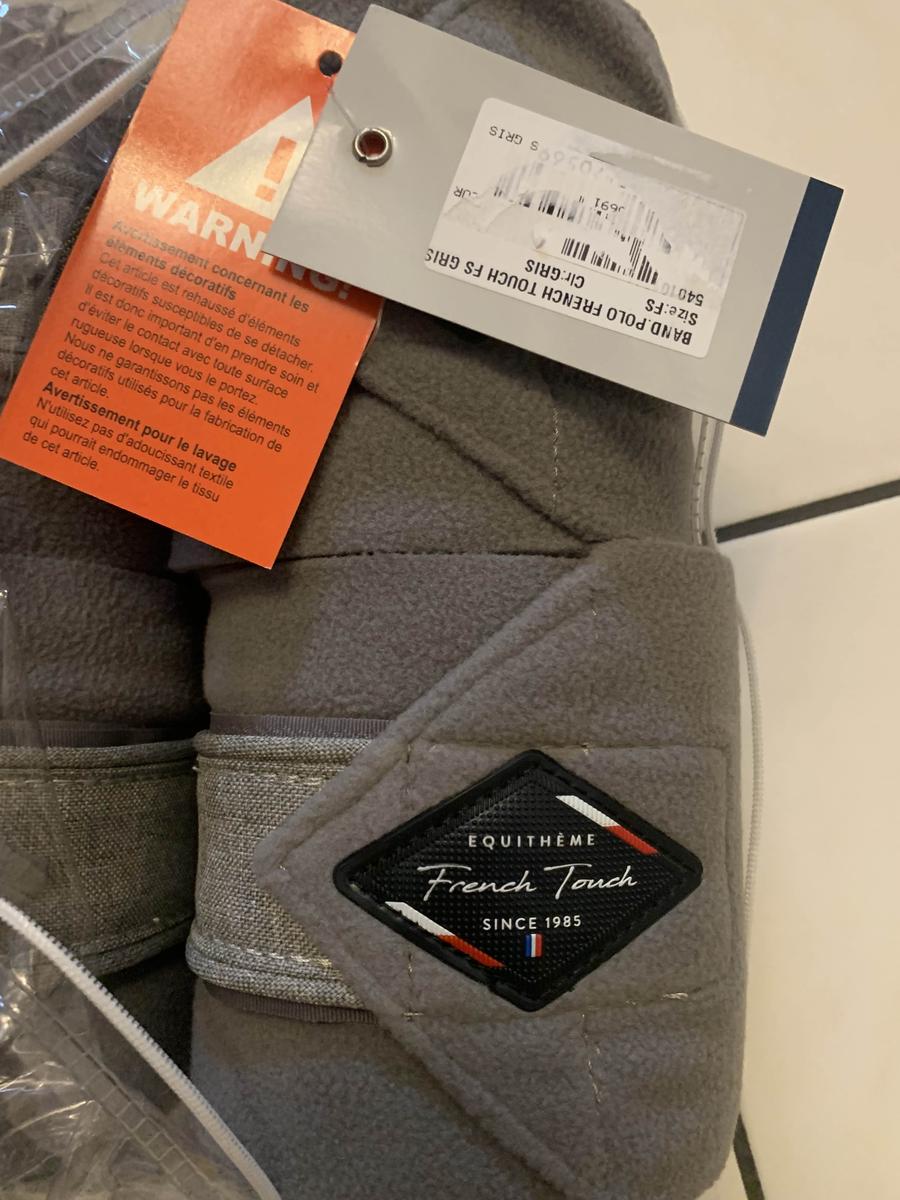 WARNING!
Avertissement concernant les
éléments décoratifs
Cet article est rehaussé d'éléments
décoratifs susceptibles de se détacher.
Il est donc important d'en prendre soin et
d'éviter le contact avec toute surface
rugueuse lorsque vous le portez.
Nous ne garantissons pas les éléments
décoratifs utilisés pour la fabrication de
cet article.
Avertissement pour le lavage
N'utilisez pas d'adoucissant textile
qui pourrait endommager le tissu
de cet article.
BAND.POLO FRENCH TOUCH FS GRIS
Size:FS Clr:GRIS
S GRIS
EQUITHÈME
French Touch
SINCE 1985